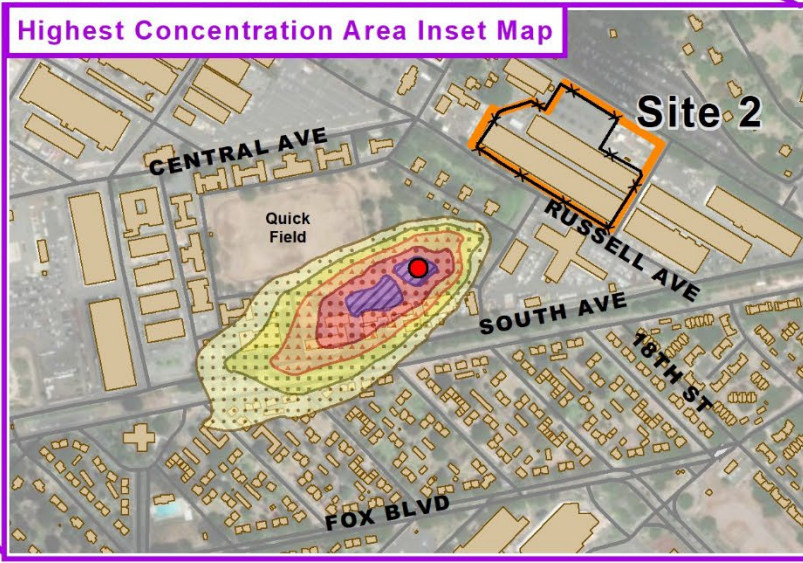 Highest Concentration Area Inset Map
Site 2
CENTRAL AVE
Quick
Field
RUSSELL AVE
SOUTH AVE
18TH ST
FOX BLVD